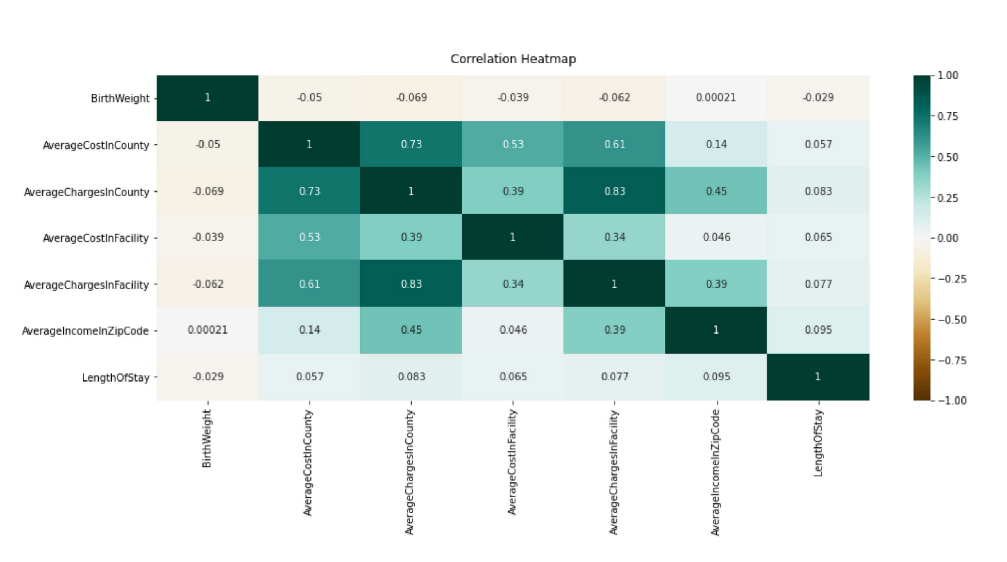 Correlation Heatmap
BirthWeight 1 -0.05 -0.069 -0.039 -0.062 0.00021 -0.029
AverageCostInCounty -0.05 1 0.73 0.53 0.61 0.14 0.057
AverageChargesInCounty -0.069 0.73 1 0.39 0.83 0.45 0.083
AverageCostInFacility -0.039 0.53 0.39 1 0.34 0.046 0.065
AverageChargesInFacility -0.062 0.61 0.83 0.34 1 0.39 0.077
AverageIncomeInZipCode 0.00021 0.14 0.45 0.046 0.39 1 0.095
LengthOfStay -0.029 0.057 0.083 0.065 0.077 0.095 1
BirthWeight
AverageCostInCounty
AverageChargesInCounty
AverageCostInFacility
AverageChargesInFacility
AverageIncomeInZipCode
LengthOfStay
1.00
0.75
0.50
0.25
0.00
−0.25
−0.50
−0.75
−1.00